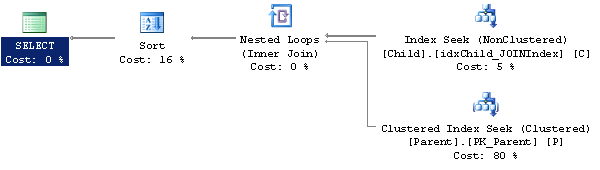 SELECT
Cost: 0 %
Sort
Cost: 16 %
Nested Loops
(Inner Join)
Cost: 0 %
Index Seek (NonClustered)
[Child].[idxChild_JOINIndex] [C]
Cost: 5 %
Clustered Index Seek (Clustered)
[Parent].[PK_Parent] [P]
Cost: 80 %